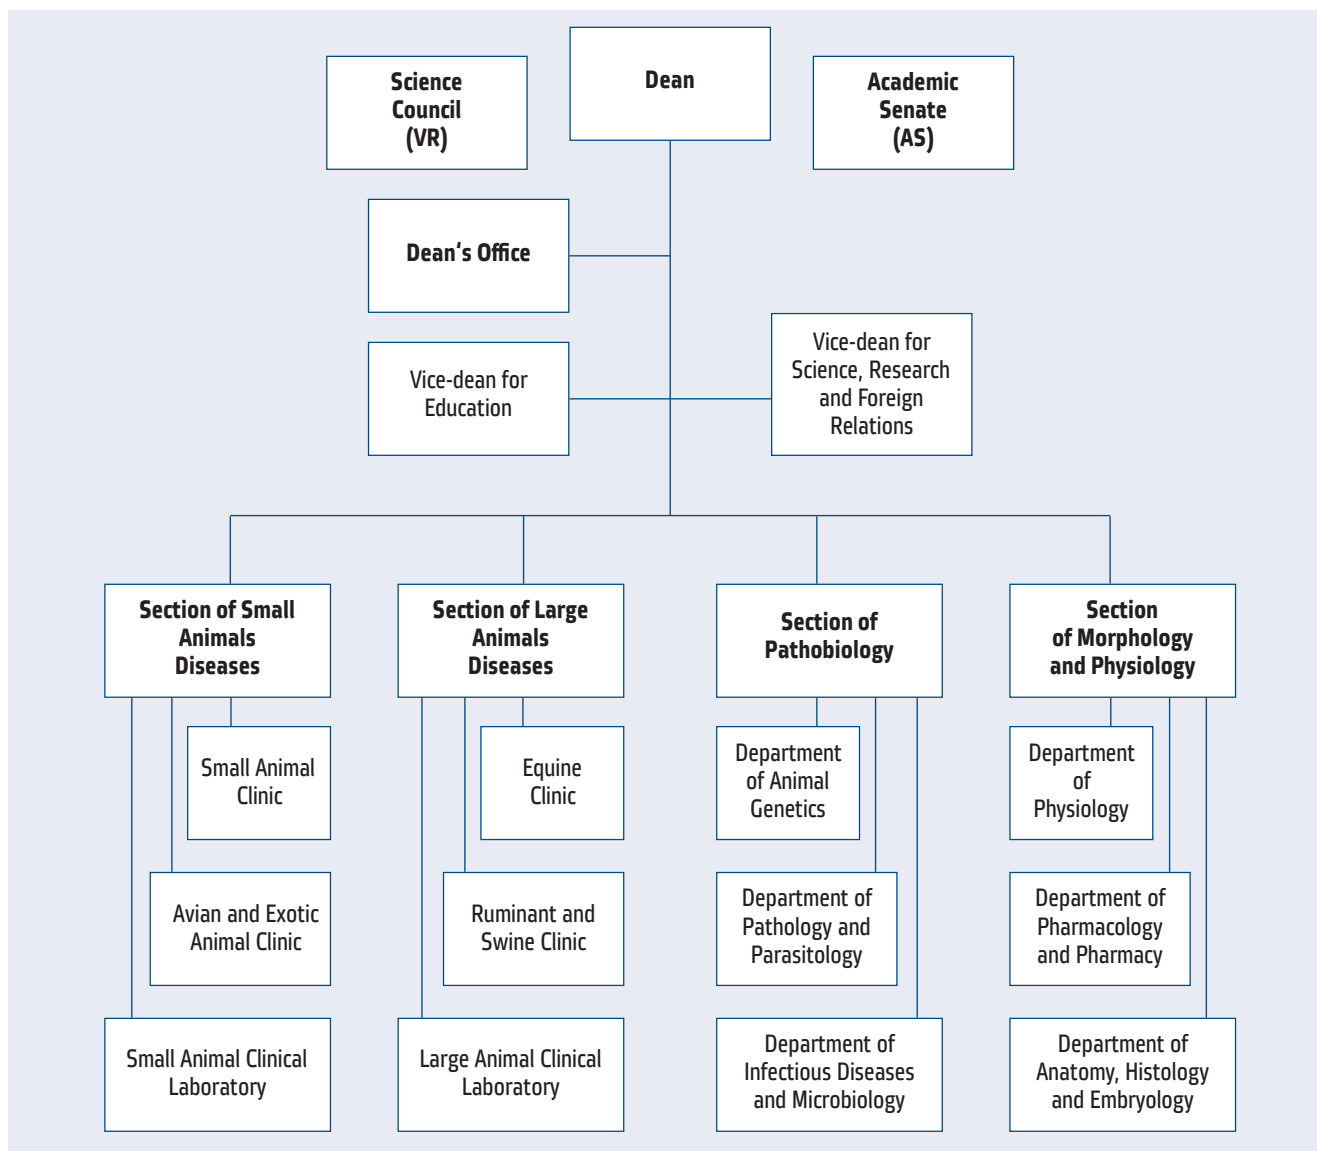 Science
Council
(VR)
Dean
Academic
Senate
(AS)
Dean‘s Office
Vice-dean for
Education
Vice-dean for
Science, Research
and Foreign
Relations
Section of Small
Animals
Diseases
Section of Large
Animals
Diseases
Section of
Pathobiology
Section
of Morphology
and Physiology
Small Animal
Clinic
Equine
Clinic
Department
of Animal
Genetics
Department
of
Physiology
Avian and Exotic
Animal Clinic
Ruminant and
Swine Clinic
Department of
Pathology and
Parasitology
Department of
Pharmacology
and Pharmacy
Small Animal Clinical
Laboratory
Large Animal Clinical
Laboratory
Department of
Infectious Diseases
and Microbiology
Department of
Anatomy, Histology
and Embryology